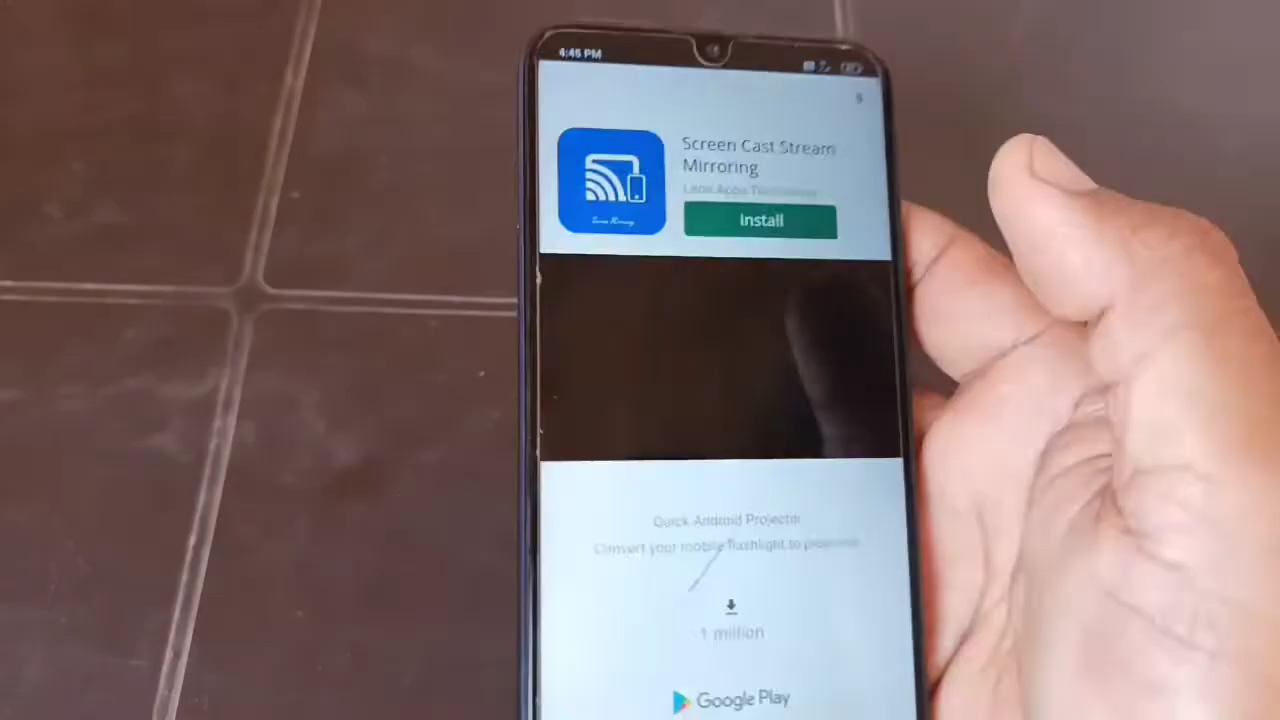 4:45 PM
5
Screen Cast Stream
Mirroring
Install
Quick Android Projector
Convert your mobile flashlight to projector
1 million
Google Play